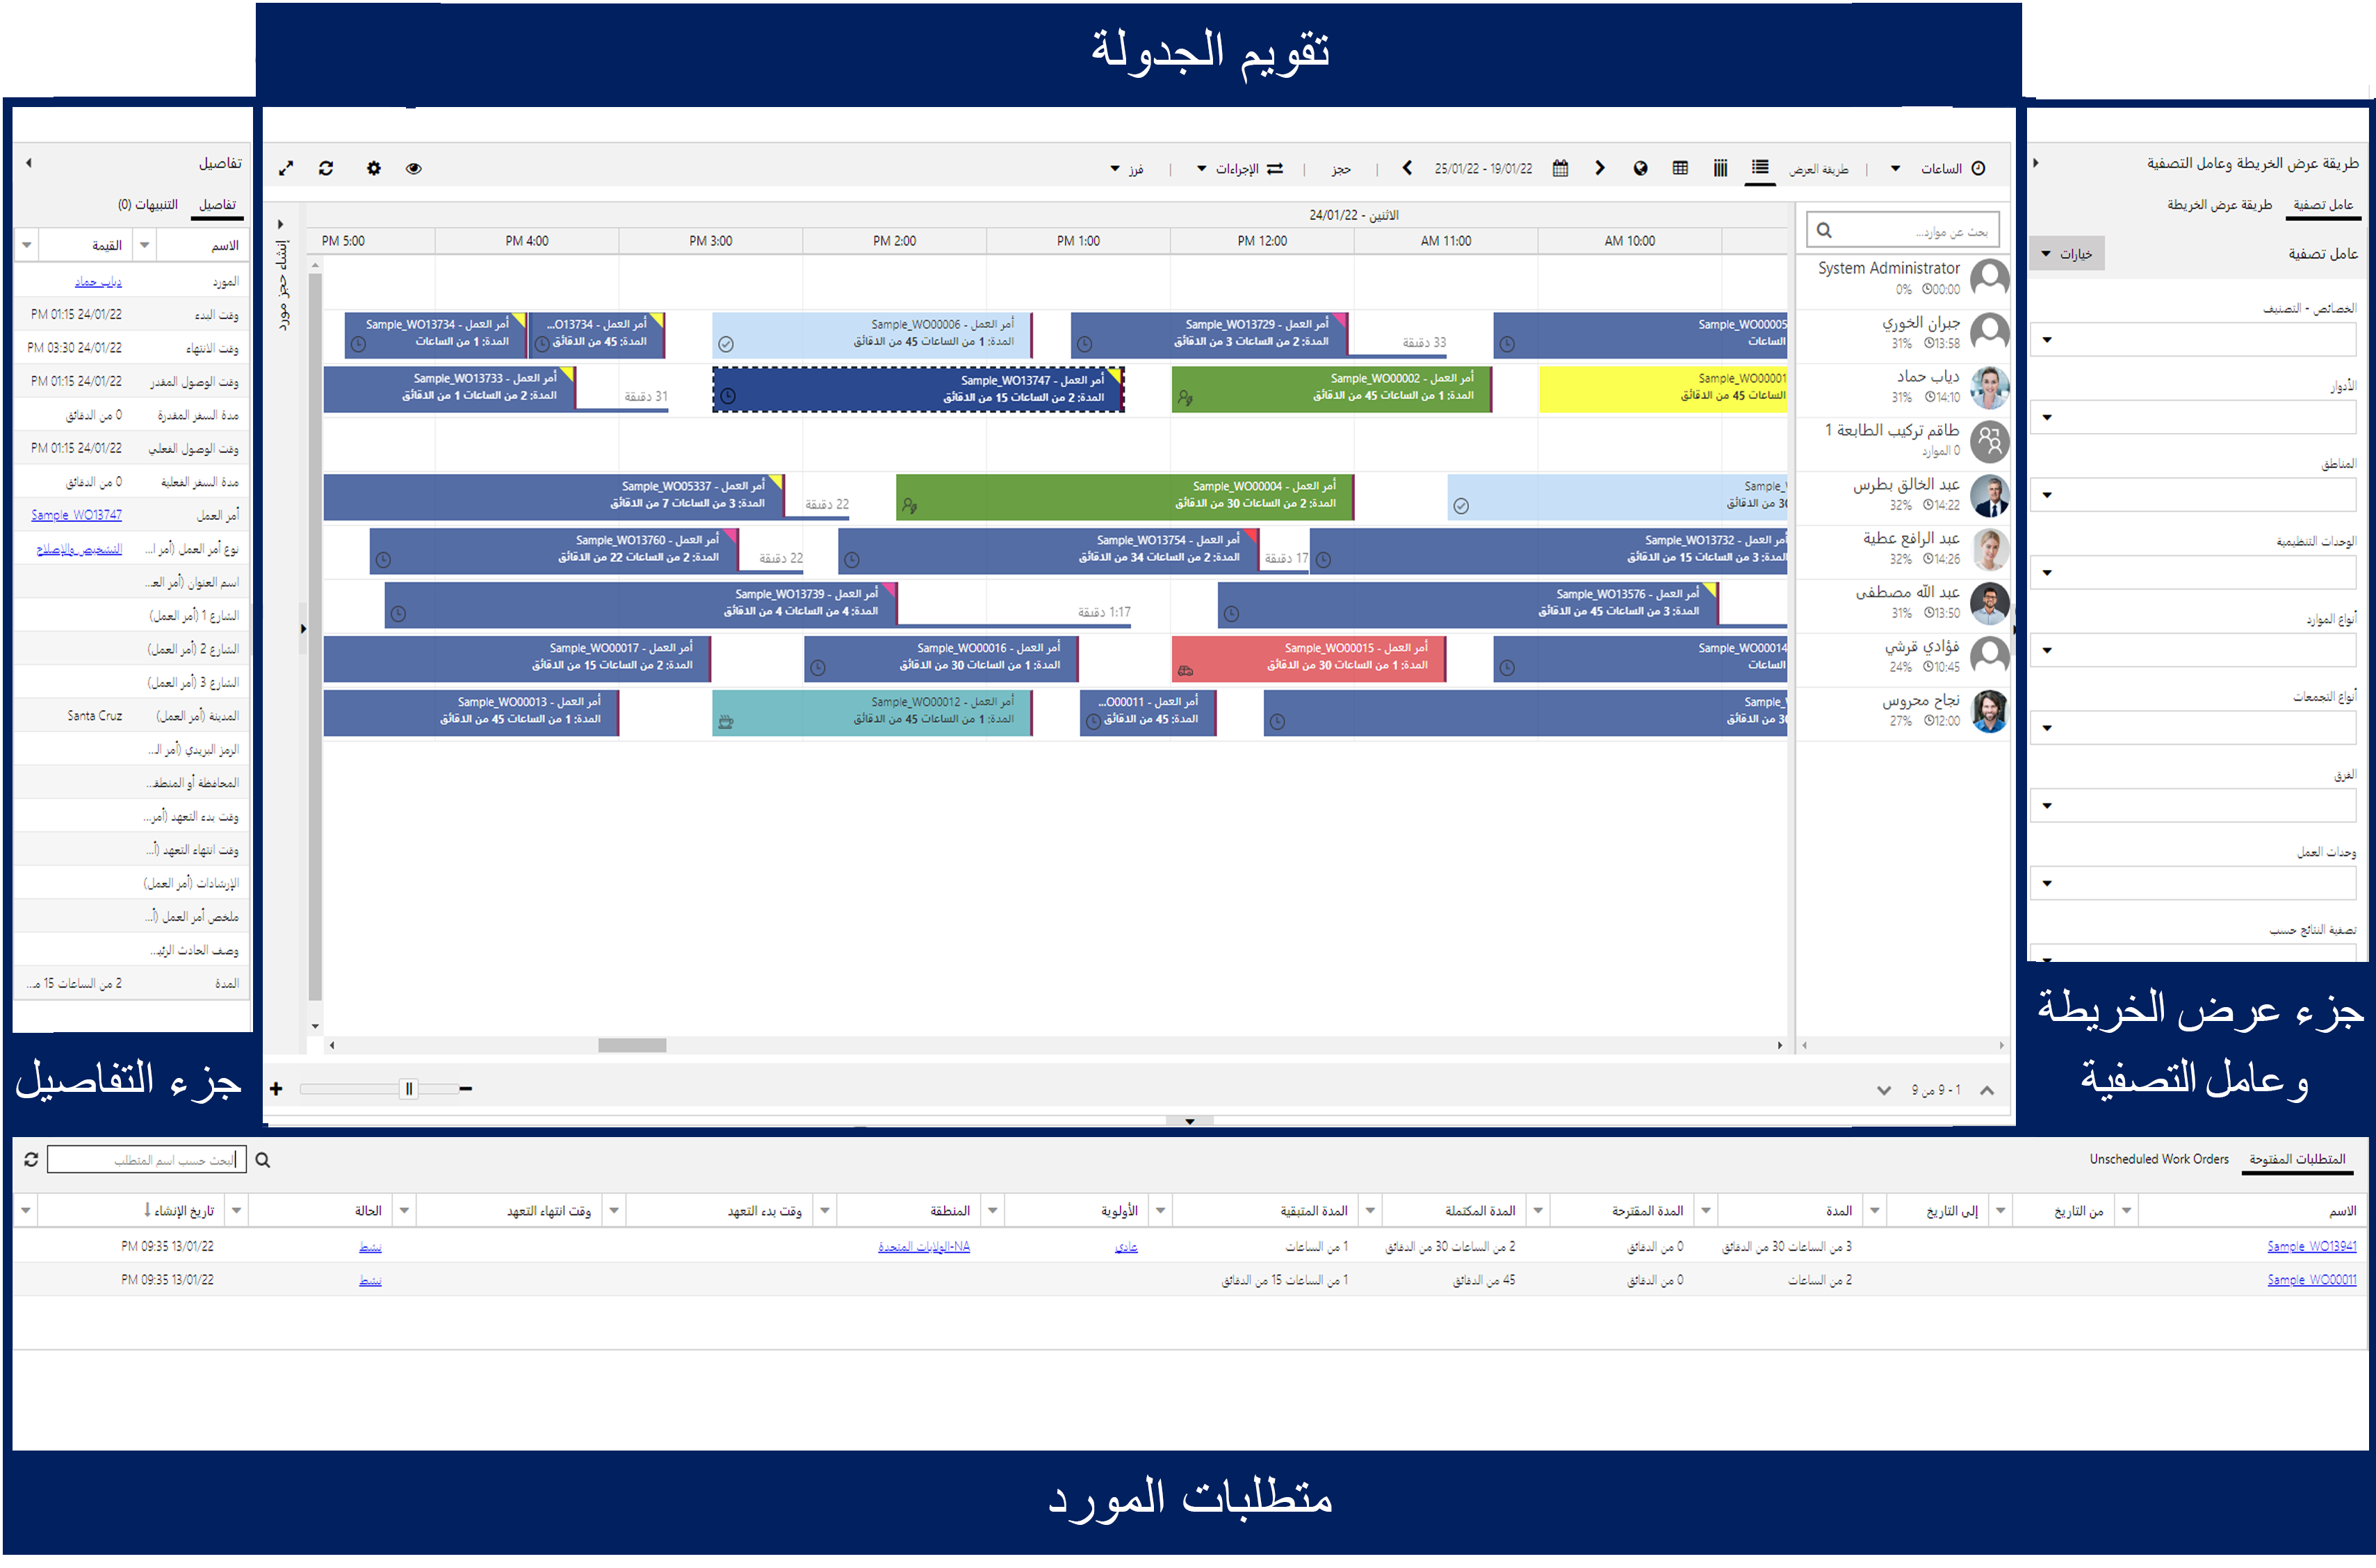 تقويم الجدولة
طريقة عرض الخريطة وعامل التصفية
عامل تصفية
طريقة عرض الخريطة
عامل تصفية
خيارات
الخصائص - التصنيف
الأدوار
المناطق
الوحدات التنظيمية
أنواع الموارد
أنواع التجمعات
الفرق
وحدات العمل
تصفية النتائج حسب
جزء عرض الخريطة
وعامل التصفية
الساعات
طريقة العرض
19/01/22 - 25/01/22
حجز
الإجراءات
فرز
بحث عن موارد...
الاثنين - 24/01/22
10:00 AM
11:00 AM
12:00 PM
1:00 PM
2:00 PM
3:00 PM
4:00 PM
5:00 PM
إنشاء حجز مورد
System Administrator
00:00 0%
جبران الخوري
13:58 31%
Sample_WO00005
الساعات
33 دقيقة
أمر العمل - Sample_WO13729
المدة: 2 من الساعات 3 من الدقائق
أمر العمل - Sample_WO00006
المدة: 1 من الساعات 45 من الدقائق
أمر العمل - O13734...
المدة: 45 من الدقائق
أمر العمل - Sample_WO13734
المدة: 1 من الساعات
دياب حماد
14:10 31%
Sample_WO00001
الساعات 45 من الدقائق
أمر العمل - Sample_WO00002
المدة: 1 من الساعات 45 من الدقائق
أمر العمل - Sample_WO13747
المدة: 2 من الساعات 15 من الدقائق
31 دقيقة
أمر العمل - Sample_WO13733
المدة: 2 من الساعات 1 من الدقائق
طاقم تركيب الطابعة 1
0 الموارد
عبد الخالق بطرس
14:22 32%
Sample_
30 من الدقائق
أمر العمل - Sample_WO00004
المدة: 2 من الساعات 30 من الدقائق
22 دقيقة
أمر العمل - Sample_WO05337
المدة: 3 من الساعات 7 من الدقائق
عبد الرافع عطية
14:26 32%
أمر العمل - Sample_WO13732
المدة: 3 من الساعات 15 من الدقائق
17 دقيقة
أمر العمل - Sample_WO13754
المدة: 2 من الساعات 34 من الدقائق
22 دقيقة
أمر العمل - Sample_WO13760
المدة: 2 من الساعات 22 من الدقائق
عبد الله مصطفى
13:50 31%
أمر العمل - Sample_WO13576
المدة: 3 من الساعات 45 من الدقائق
1:17 دقيقة
أمر العمل - Sample_WO13739
المدة: 4 من الساعات 4 من الدقائق
فؤادي قرشي
10:45 24%
Sample_WO00014
الساعات
أمر العمل - Sample_WO00015
المدة: 1 من الساعات 30 من الدقائق
أمر العمل - Sample_WO00016
المدة: 1 من الساعات 30 من الدقائق
أمر العمل - Sample_WO00017
المدة: 2 من الساعات 15 من الدقائق
نجاح محروس
12:00 27%
Sample_
30 من الدقائق
أمر العمل - O00011...
المدة: 45 من الدقائق
أمر العمل - Sample_WO00012
المدة: 1 من الساعات 45 من الدقائق
أمر العمل - Sample_WO00013
المدة: 1 من الساعات 45 من الدقائق
1 - 9 من 9
تفاصيل
تفاصيل
التنبيهات (0)
الاسم القيمة
المورد دياب حماد
وقت البدء 24/01/22 01:15 PM
وقت الانتهاء 24/01/22 03:30 PM
وقت الوصول المقدر 24/01/22 01:15 PM
مدة السفر المقدرة 0 من الدقائق
وقت الوصول الفعلي 24/01/22 01:15 PM
مدة السفر الفعلية 0 من الدقائق
أمر العمل Sample_WO13747
نوع أمر العمل (أمر ا... التشخيص والإصلاح
اسم العنوان (أمر الع...
الشارع 1 (أمر العمل)
الشارع 2 (أمر العمل)
الشارع 3 (أمر العمل)
المدينة (أمر العمل) Santa Cruz
الرمز البريدي (أمر الـ...
المحافظة أو المنطقـ...
وقت بدء التعهد (أمر...
وقت انتهاء التعهد (أ...
الإرشادات (أمر العمل)
ملخص أمر العمل (أ...
وصف الحادث الرئيـ...
المدة 2 من الساعات 15 مـ...
جزء التفاصيل
المتطلبات المفتوحة
Unscheduled Work Orders
البحث حسب اسم المتطلب
الاسم من التاريخ إلى التاريخ المدة المدة المقترحة المدة المكتملة المدة المتبقية الأولوية المنطقة وقت بدء التعهد وقت انتهاء التعهد الحالة تاريخ الإنشاء
Sample_WO13941 3 من الساعات 30 من الدقائق 0 من الدقائق 2 من الساعات 30 من الدقائق 1 من الساعات عادي NA-الولايات المتحدة نشط 13/01/22 09:35 PM
Sample_WO00011 2 من الساعات 0 من الدقائق 45 من الدقائق 1 من الساعات 15 من الدقائق نشط 13/01/22 09:35 PM
متطلبات المورد